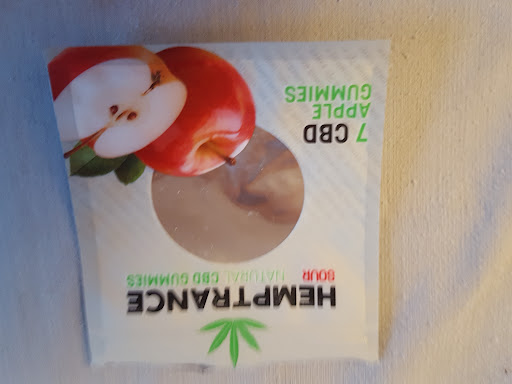 HEMPTRANCE
SOUR NATURAL CBD GUMMIES
7 CBD
APPLE
GUMMIES